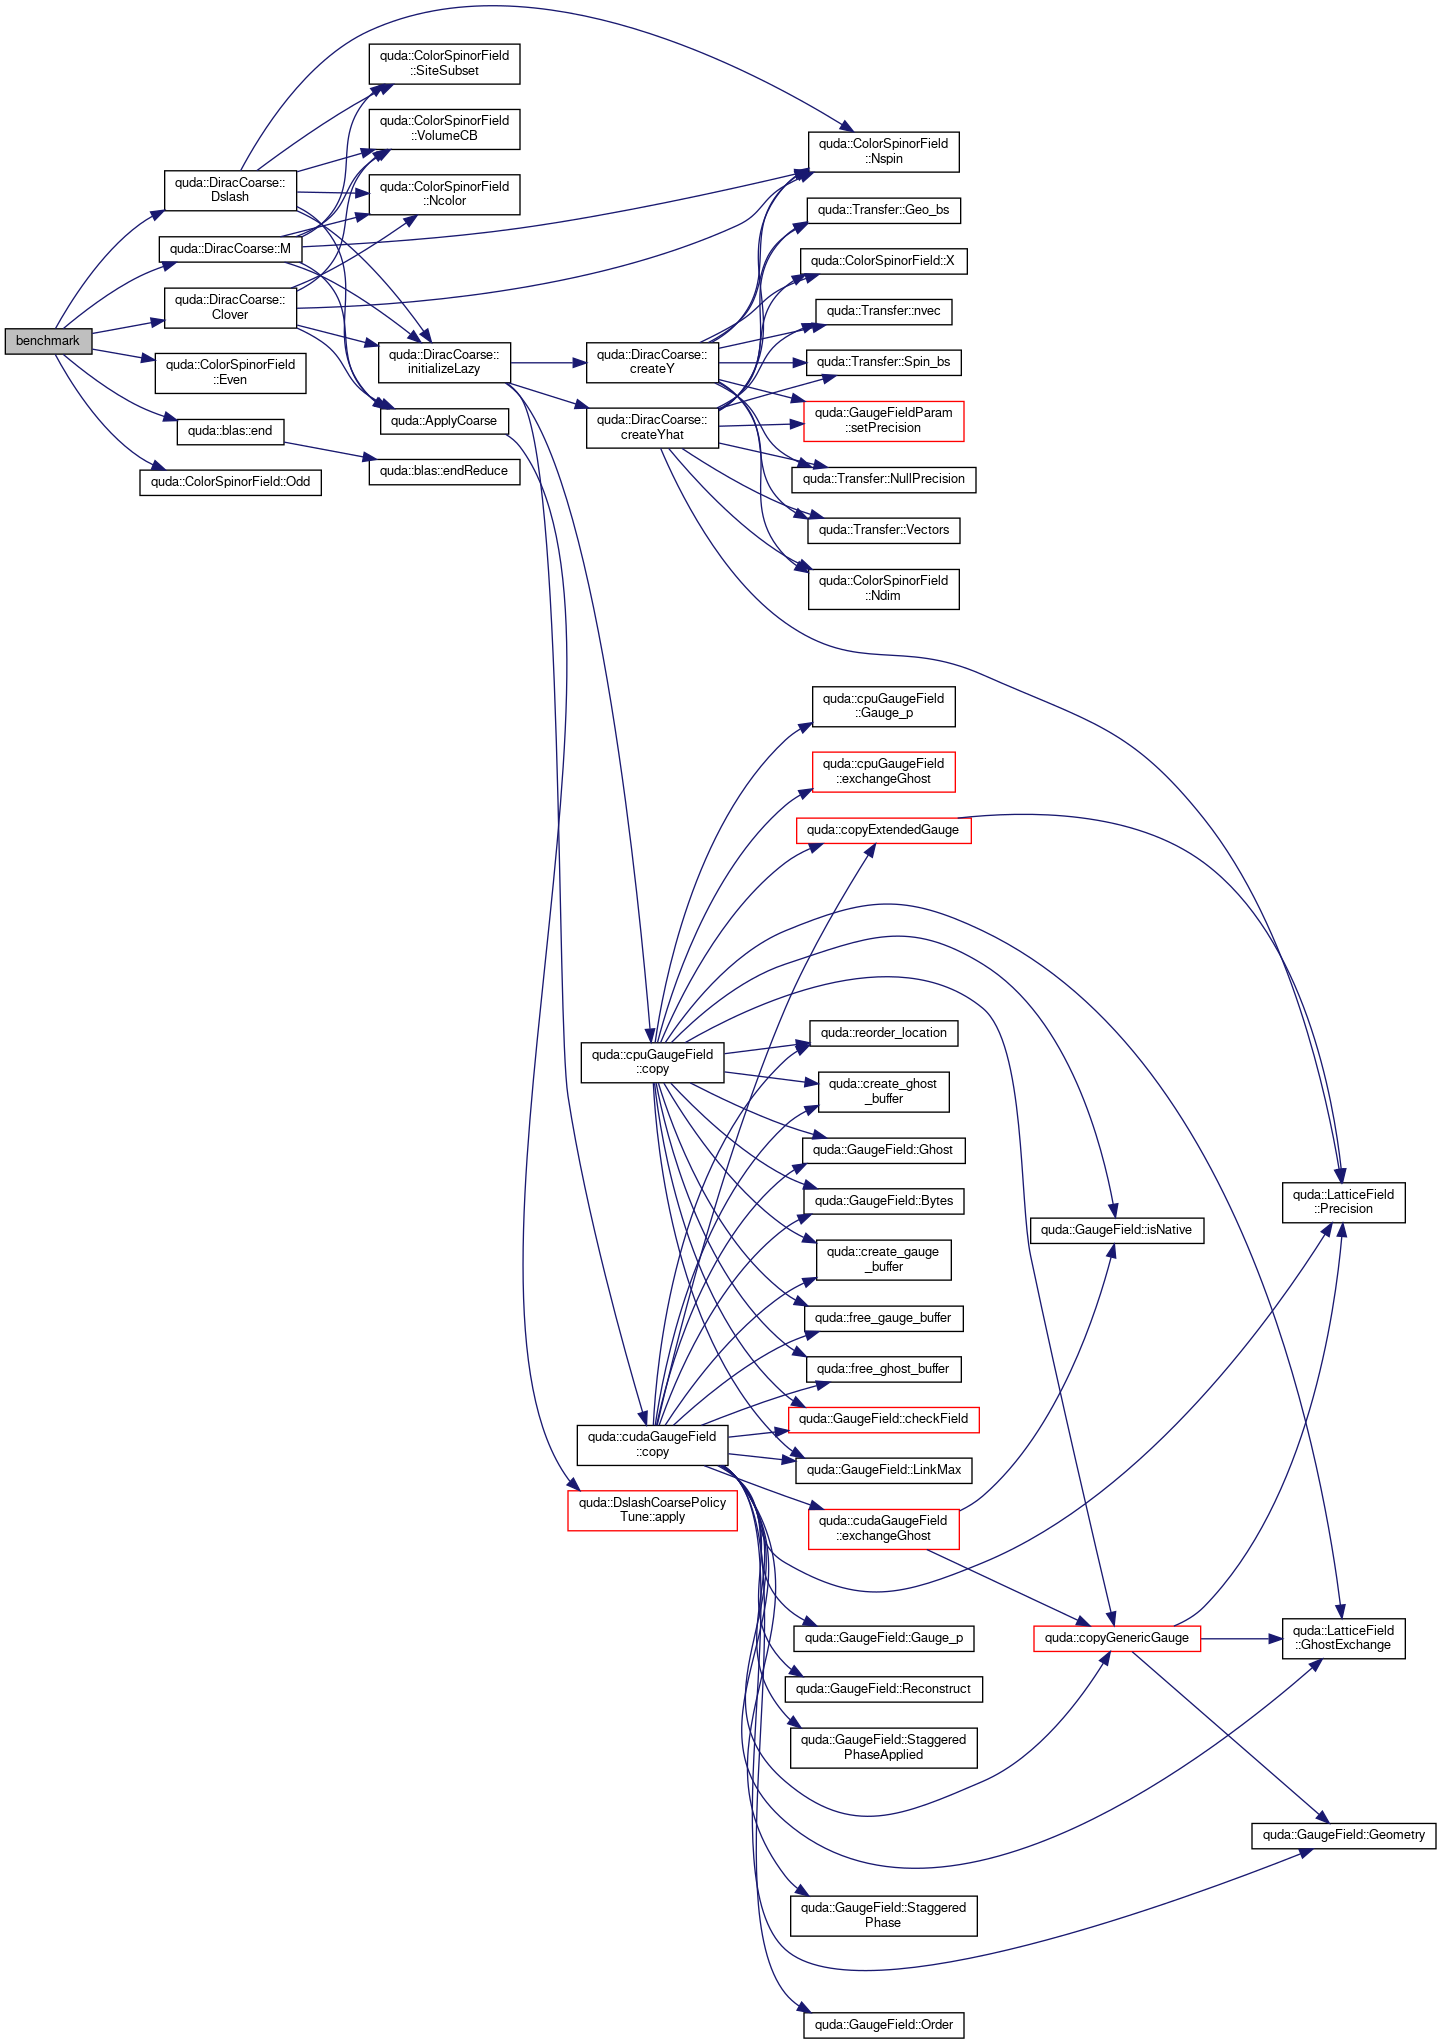 benchmark
quda::DiracCoarse::
Dslash
quda::DiracCoarse::M
quda::DiracCoarse::
Clover
quda::ColorSpinorField
::Even
quda::blas::end
quda::ColorSpinorField::Odd
quda::ColorSpinorField
::SiteSubset
quda::ColorSpinorField
::VolumeCB
quda::ColorSpinorField
::Ncolor
quda::DiracCoarse::
initializeLazy
quda::ApplyCoarse
quda::blas::endReduce
quda::DiracCoarse::
createY
quda::DiracCoarse::
createYhat
quda::cpuGaugeField
::copy
quda::cudaGaugeField
::copy
quda::DslashCoarsePolicy
Tune::apply
quda::ColorSpinorField
::Nspin
quda::Transfer::Geo_bs
quda::ColorSpinorField::X
quda::Transfer::nvec
quda::Transfer::Spin_bs
quda::GaugeFieldParam
::setPrecision
quda::Transfer::NullPrecision
quda::Transfer::Vectors
quda::ColorSpinorField
::Ndim
quda::cpuGaugeField
::Gauge_p
quda::cpuGaugeField
::exchangeGhost
quda::copyExtendedGauge
quda::reorder_location
quda::create_ghost
_buffer
quda::GaugeField::Ghost
quda::GaugeField::Bytes
quda::create_gauge
_buffer
quda::free_gauge_buffer
quda::free_ghost_buffer
quda::GaugeField::checkField
quda::GaugeField::LinkMax
quda::cudaGaugeField
::exchangeGhost
quda::GaugeField::Gauge_p
quda::GaugeField::Reconstruct
quda::GaugeField::Staggered
PhaseApplied
quda::GaugeField::Staggered
Phase
quda::GaugeField::Order
quda::GaugeField::isNative
quda::copyGenericGauge
quda::LatticeField
::Precision
quda::LatticeField
::GhostExchange
quda::GaugeField::Geometry